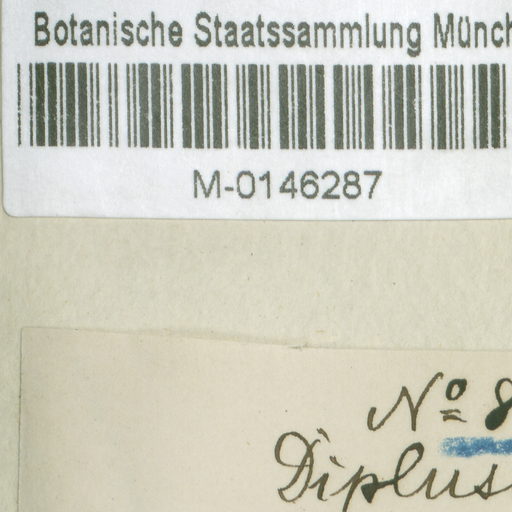 Botanische Staatssammlung Münch
M-0146287
Nº 8
Diplus